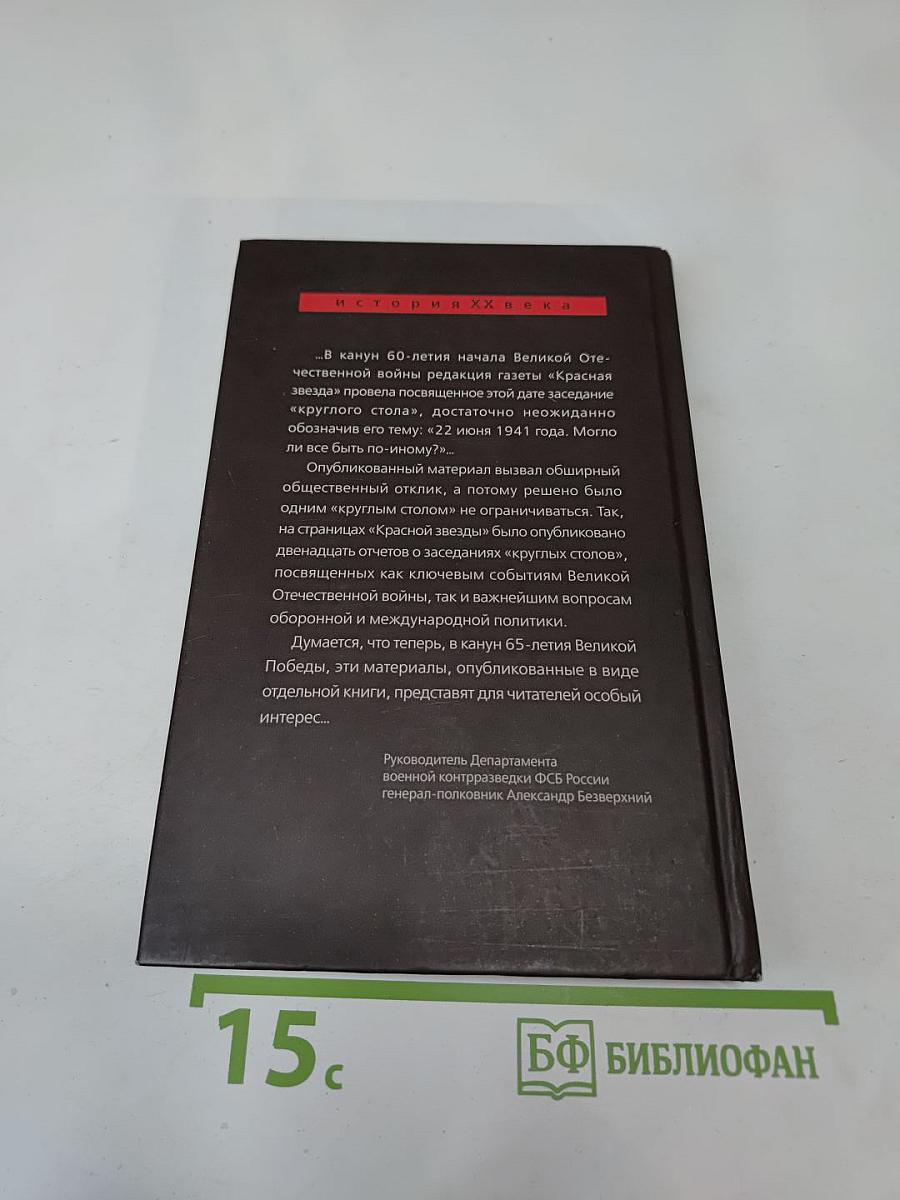 история XX века
...В канун 60-летия начала Великой Оте-
чественной войны редакция газеты «Красная
звезда» провела посвященное этой дате заседание
«круглого стола», достаточно неожиданно
обозначив его тему: «22 июня 1941 года. Могло
ли все быть по-иному?»...
Опубликованный материал вызвал обширный
общественный отклик, а потому решено было
одним «круглым столом» не ограничиваться. Так,
на страницах «Красной звезды» было опубликовано
двенадцать отчетов о заседаниях «круглых столов»,
посвященных как ключевым событиям Великой
Отечественной войны, так и важнейшим вопросам
оборонной и международной политики.
Думается, что теперь, в канун 65-летия Великой
Победы, эти материалы, опубликованные в виде
отдельной книги, представят для читателей особый
интерес...
Руководитель Департамента
военной контрразведки ФСБ России
генерал-полковник Александр Безверхний
15 с
БФ БИБЛИОФАН